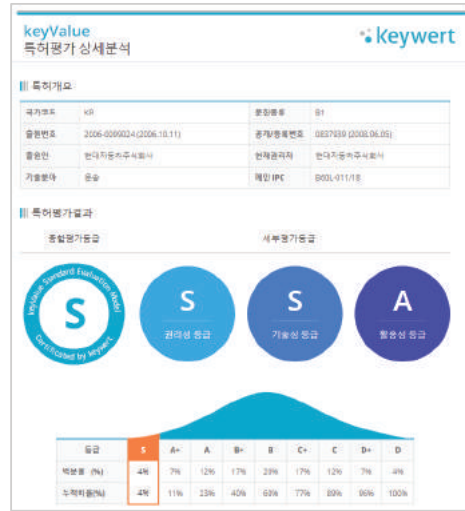 keyValue
특허평가 상세분석
keywert
특허개요
국가코드 KR 문헌종류 B1
출원번호 2006-0099024 (2006.10.11) 공개/등록번호 0837939 (2008.06.05)
출원인 현대자동차주식회사 현재권리자 현대자동차주식회사
기술분야 운송 메인 IPC B60L-011/18
특허평가결과
종합평가등급 세부평가등급
keyValue Standard Evaluation Model
S
Certificated by keywert
S
권리성 등급
S
기술성 등급
A
활용성 등급
등급 S A+ A B+ B C+ C D+ D
백분율 (%) 4% 7% 12% 17% 20% 17% 12% 7% 4%
누적비율(%) 4% 11% 23% 40% 60% 77% 89% 96% 100%